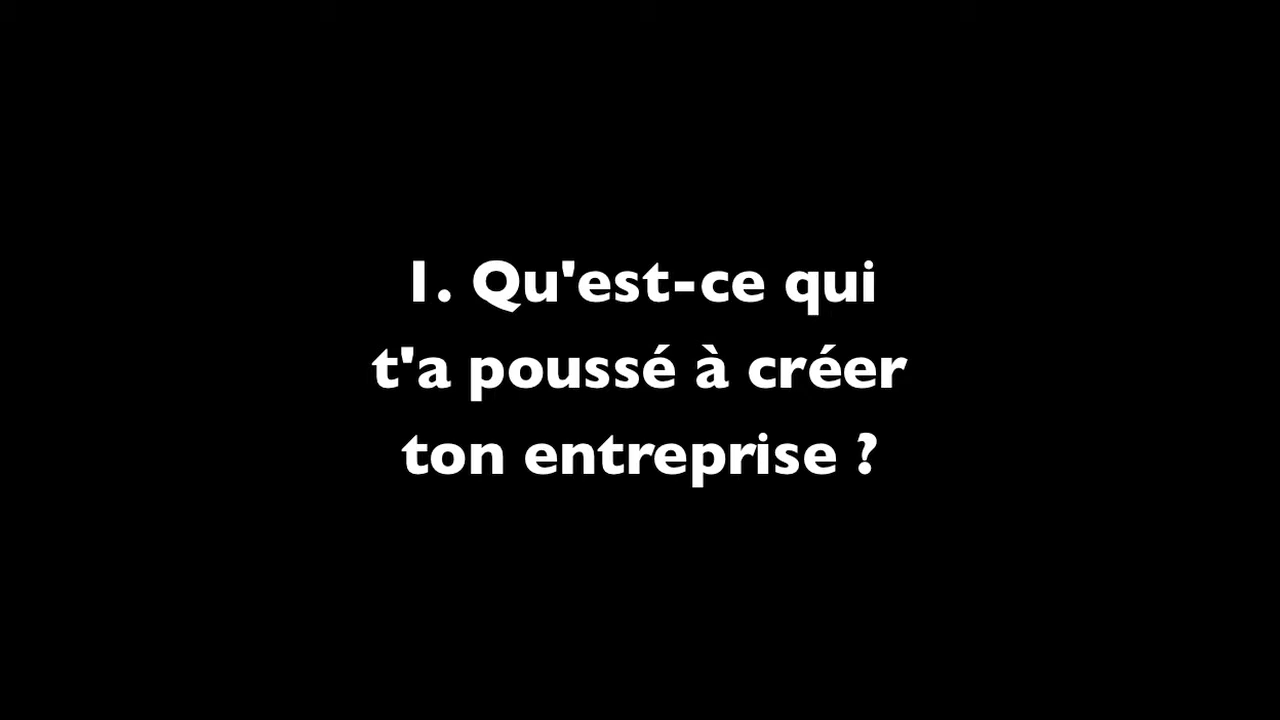 1. Qu'est-ce qui
t'a poussé à créer
ton entreprise ?